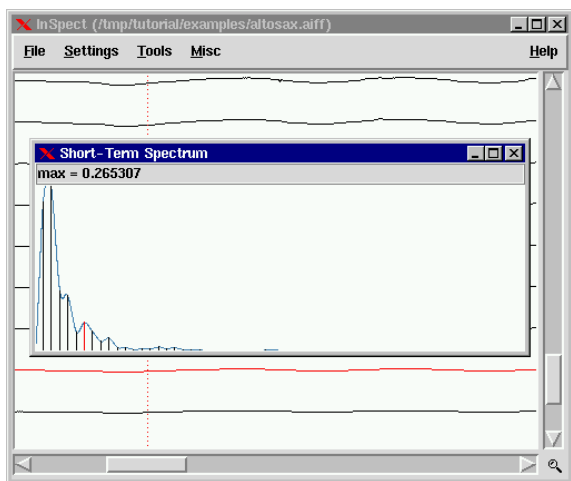 InSpect (/tmp/tutorial/examples/altosax.aiff)
File Settings Tools Misc Help
Short-Term Spectrum
max = 0.265307